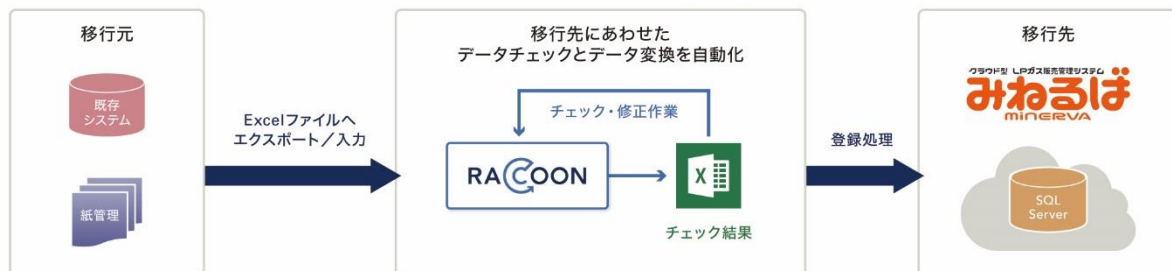 移行元
既存
システム
紙管理
Excelファイルへ
エクスポート／入力
移行先にあわせた
データチェックとデータ変換を自動化
チェック・修正作業
RACCOON
X
チェック結果
登録処理
移行先
クラウド型 LPガス販売管理システム
みねるば
MINERVA
SQL
Server